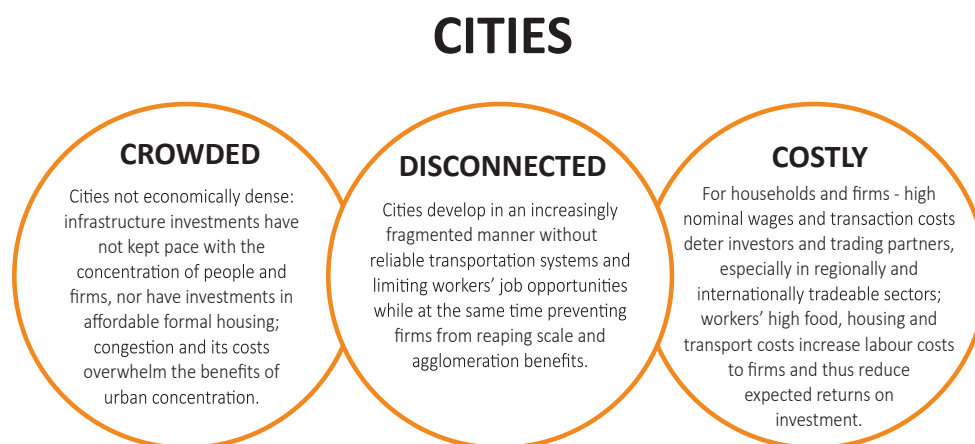 CITIES
CROWDED
Cities not economically dense:
infrastructure investments have
not kept pace with the
concentration of people and
firms, nor have investments in
affordable formal housing;
congestion and its costs
overwhelm the benefits of
urban concentration.
DISCONNECTED
Cities develop in an increasingly
fragmented manner without
reliable transportation systems and
limiting workers’ job opportunities
while at the same time preventing
firms from reaping scale and
agglomeration benefits.
COSTLY
For households and firms - high
nominal wages and transaction costs
deter investors and trading partners,
especially in regionally and
internationally tradeable sectors;
workers’ high food, housing and
transport costs increase labour costs
to firms and thus reduce
expected returns on
investment.